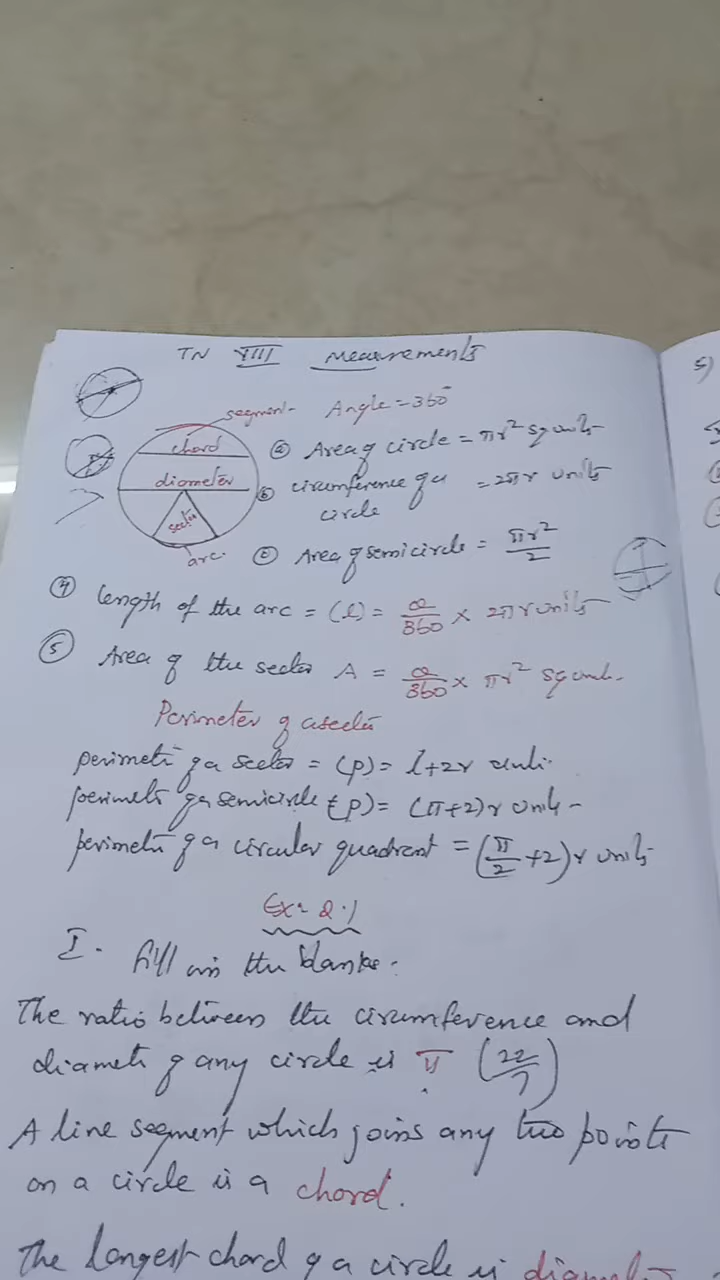 TN VIII Measurements
segment Angle = 360°
chord
ⓐ Area of circle = πr² sq units
diameter
ⓑ circumference of a = 2πr units
circle
sector
arc
ⓒ Area of semicircle = πr²/2
④ length of the arc = (l) = α/360 × 2πr units
⑤ Area of the sector A = α/360 × πr² sq unit
Perimeter of a sector
perimeter of a sector = (p) = l+2r units
perimeter of a semicircle (p) = (π+2)r units
perimeter of a circular quadrant = (π/2 +2) r units
Ex- 2.1
I. fill in the blanks.
The ratio between the circumference and
diameter of any circle is π (22/7)
A line segment which joins any two points
on a circle is a chord.
The longest chord of a circle is diameter
5)